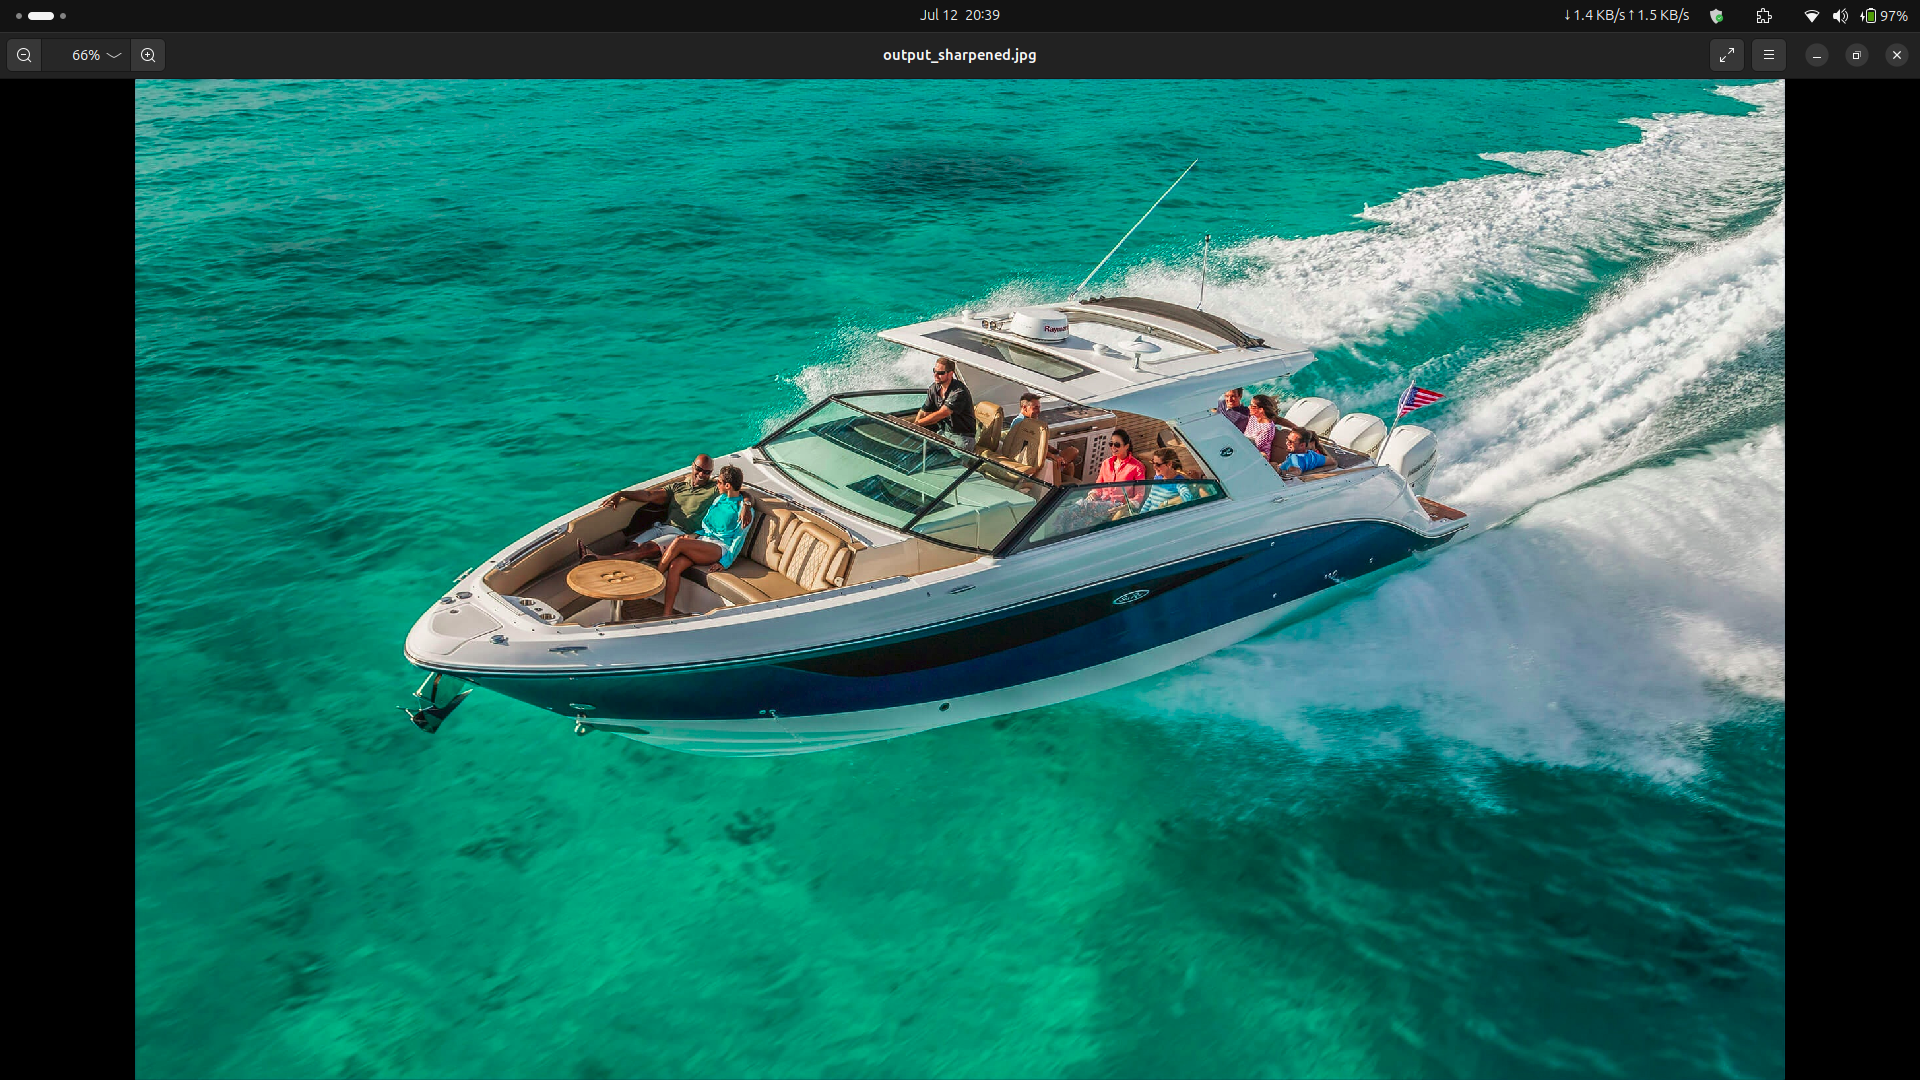 Jul 12 20:39
↓ 1.4 KB/s ↑ 1.5 KB/s
97%
66%
output_sharpened.jpg